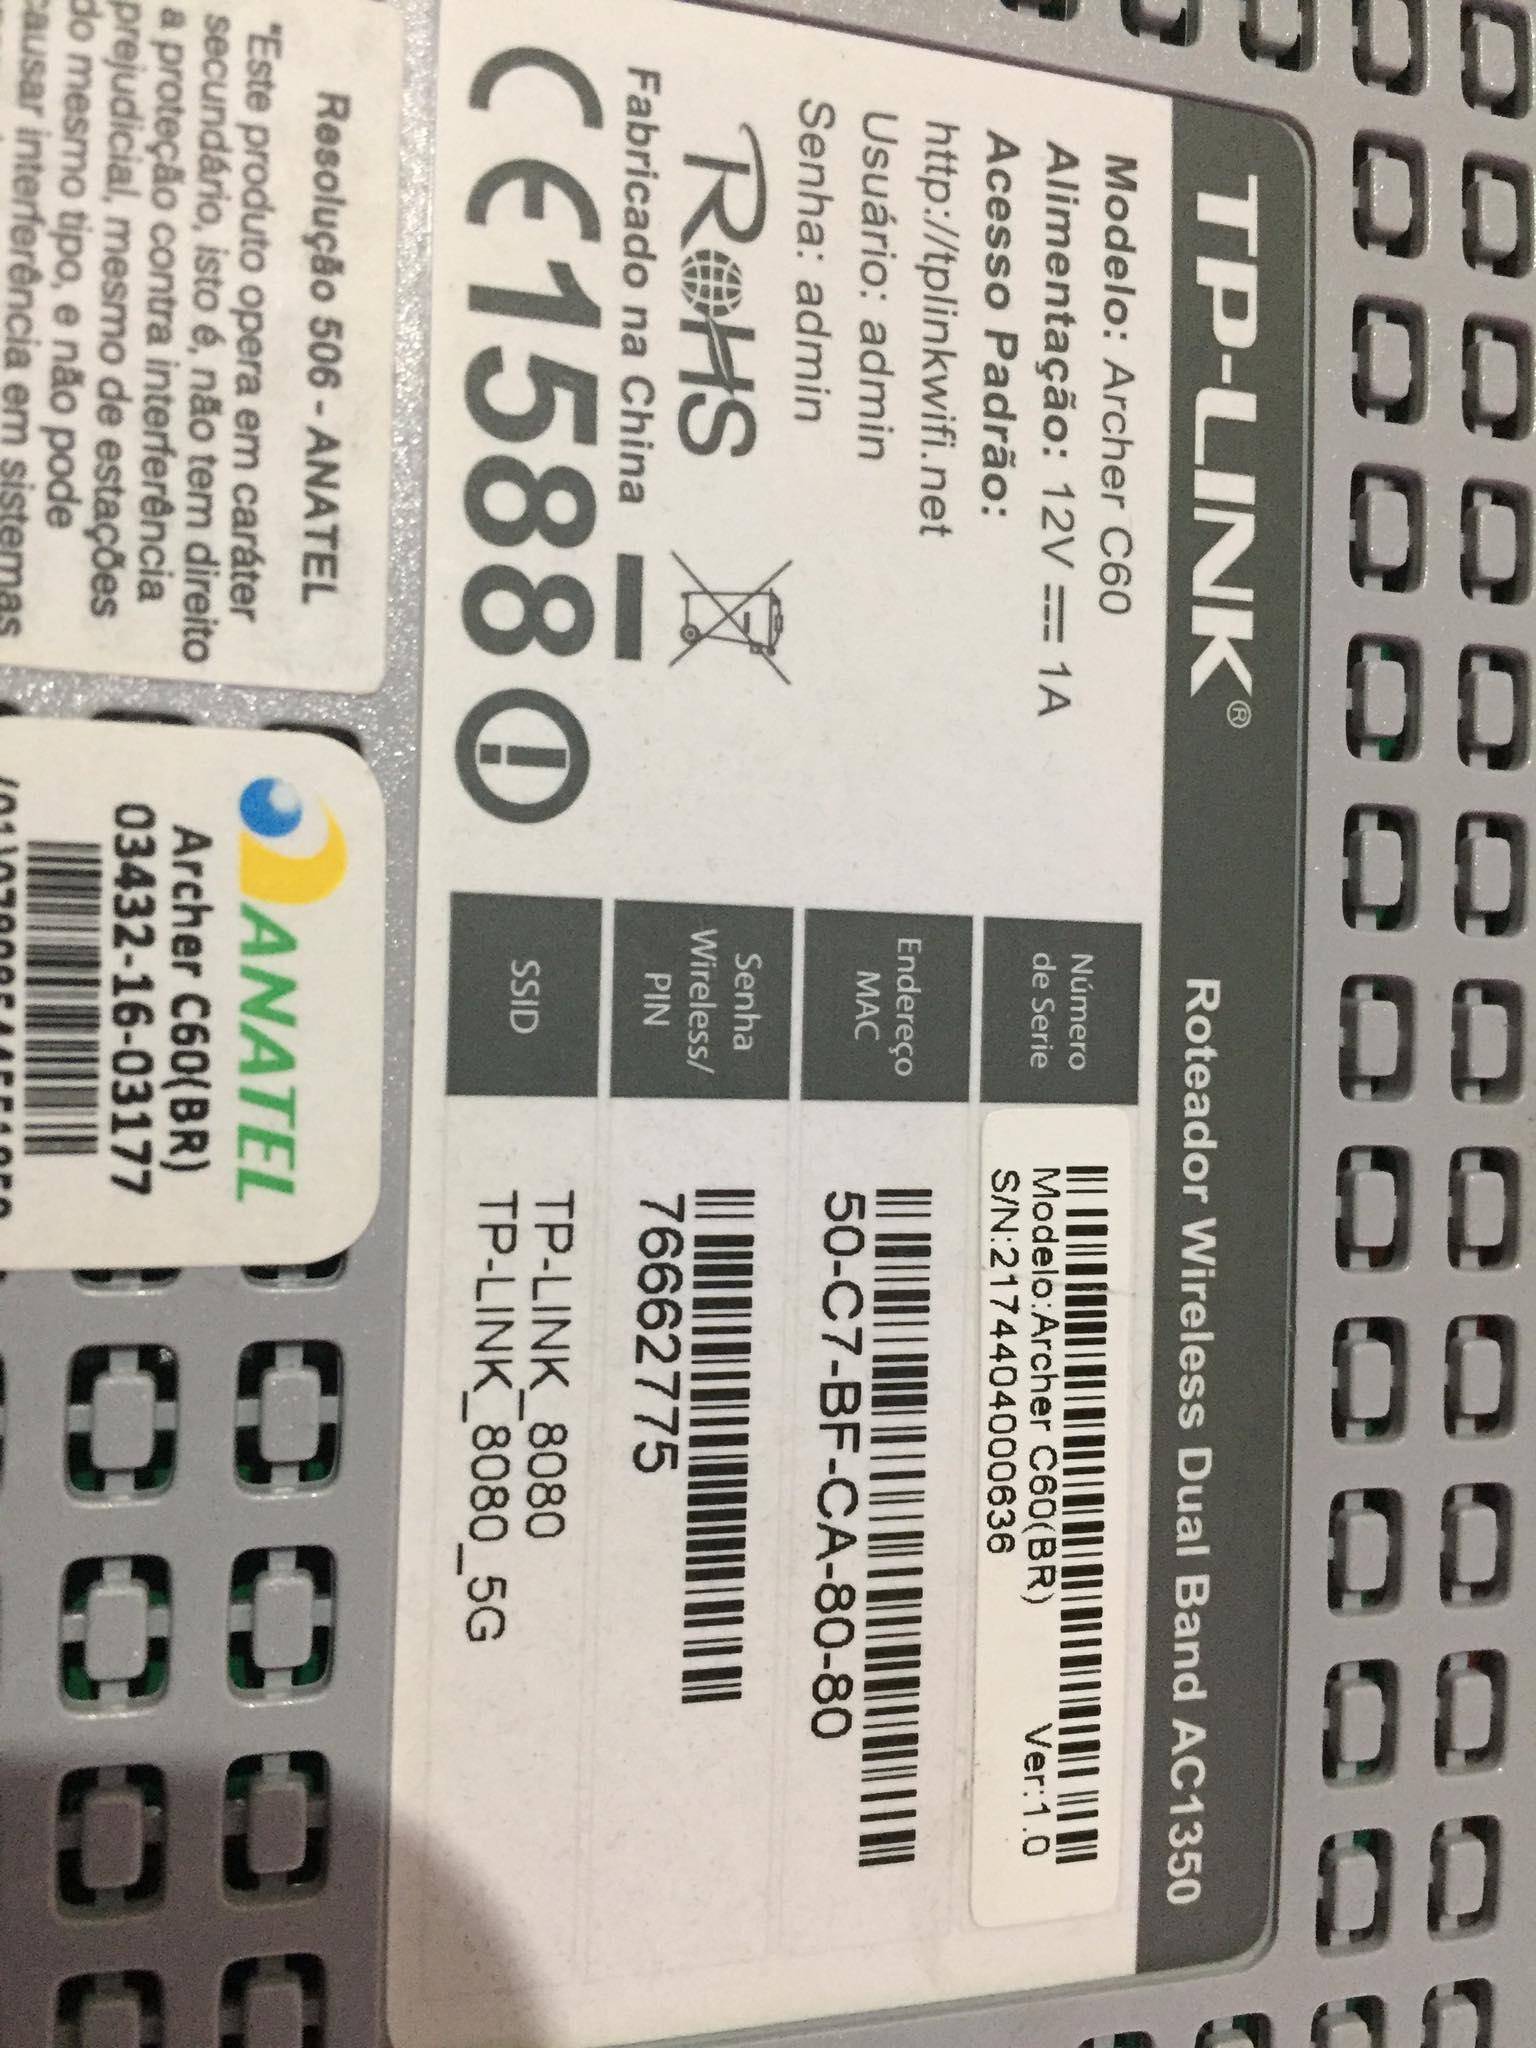 TP-LINK® Roteador Wireless Dual Band AC1350
Modelo: Archer C60
Alimentação: 12V 1A
Acesso Padrão:
http://tplinkwifi.net
Usuário: admin
Senha: admin
RoHS
Fabricado na China
CE1588
Número
de Serie
Modelo:Archer C60(BR) Ver:1.0
S/N:2174404000636
Endereço
MAC
50-C7-BF-CA-80-80
Senha
Wireless/
PIN
76662775
SSID
TP-LINK_8080
TP-LINK_8080_5G
Resolução 506 - ANATEL
"Este produto opera em caráter
secundário, isto é, não tem direito
a proteção contra interferência
prejudicial, mesmo de estações
do mesmo tipo, e não pode
causar interferência em sistemas
ANATEL
Archer C60(BR)
03432-16-03177